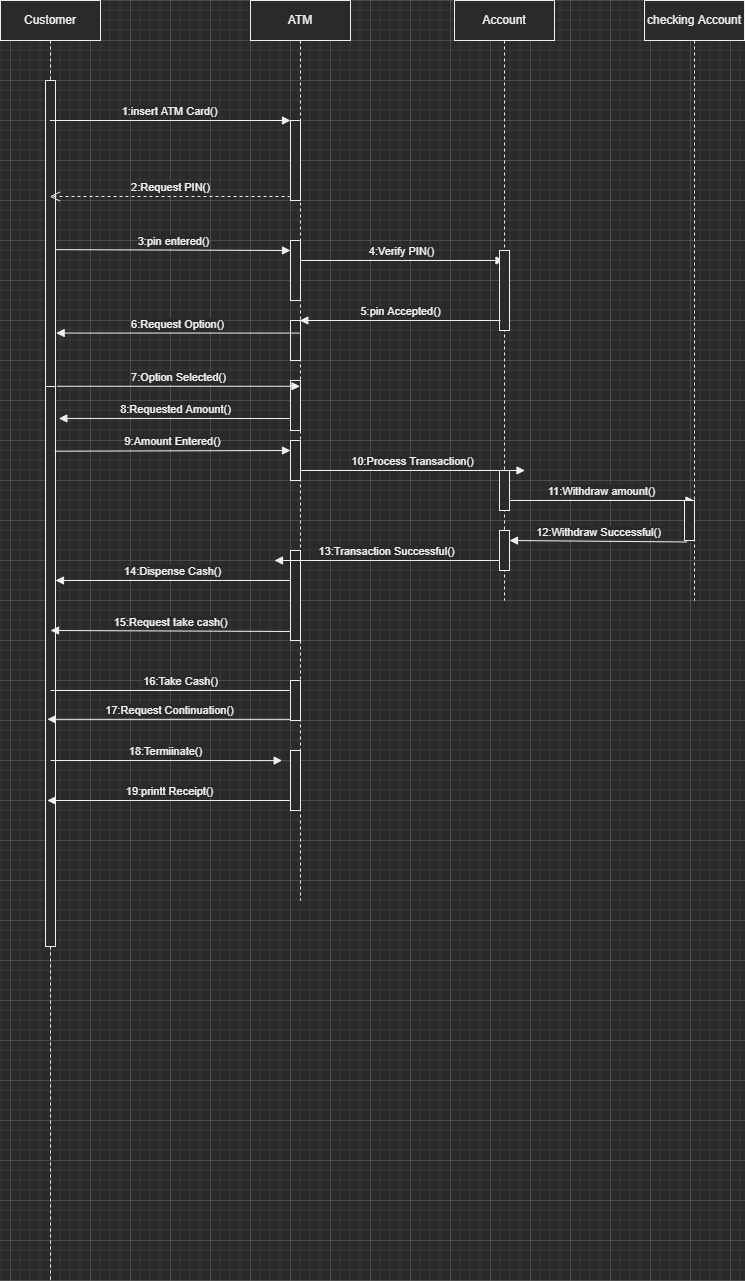 Customer
ATM
Account
checking Account
1:insert ATM Card()
2:Request PIN()
3:pin entered()
4:Verify PIN()
5:pin Accepted()
6:Request Option()
7:Option Selected()
8:Requested Amount()
9:Amount Entered()
10:Process Transaction()
11:Withdraw amount()
12:Withdraw Successful()
13:Transaction Successful()
14:Dispense Cash()
15:Request take cash()
16:Take Cash()
17:Request Continuation()
18:Termiinate()
19:printt Receipt()